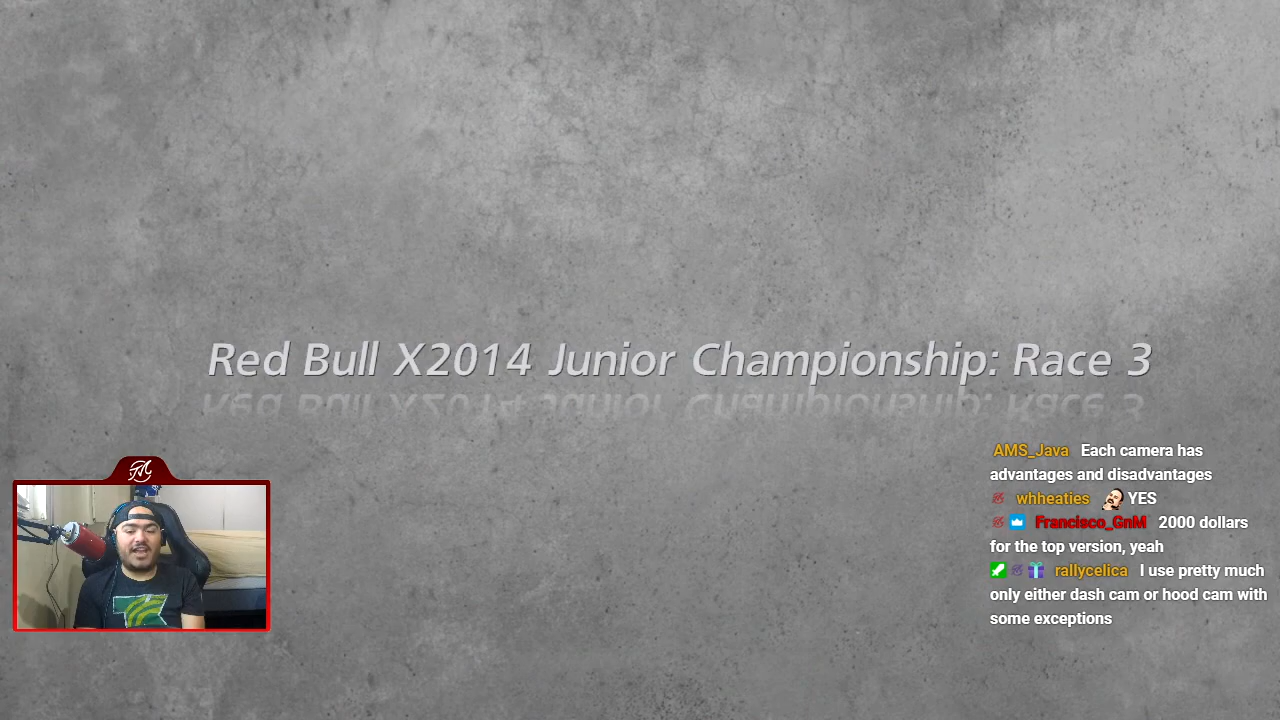 Red Bull X2014 Junior Championship: Race 3
AMS_Java Each camera has
advantages and disadvantages
whheaties YES
Francisco_GnM 2000 dollars
for the top version, yeah
rallycelica I use pretty much
only either dash cam or hood cam with
some exceptions